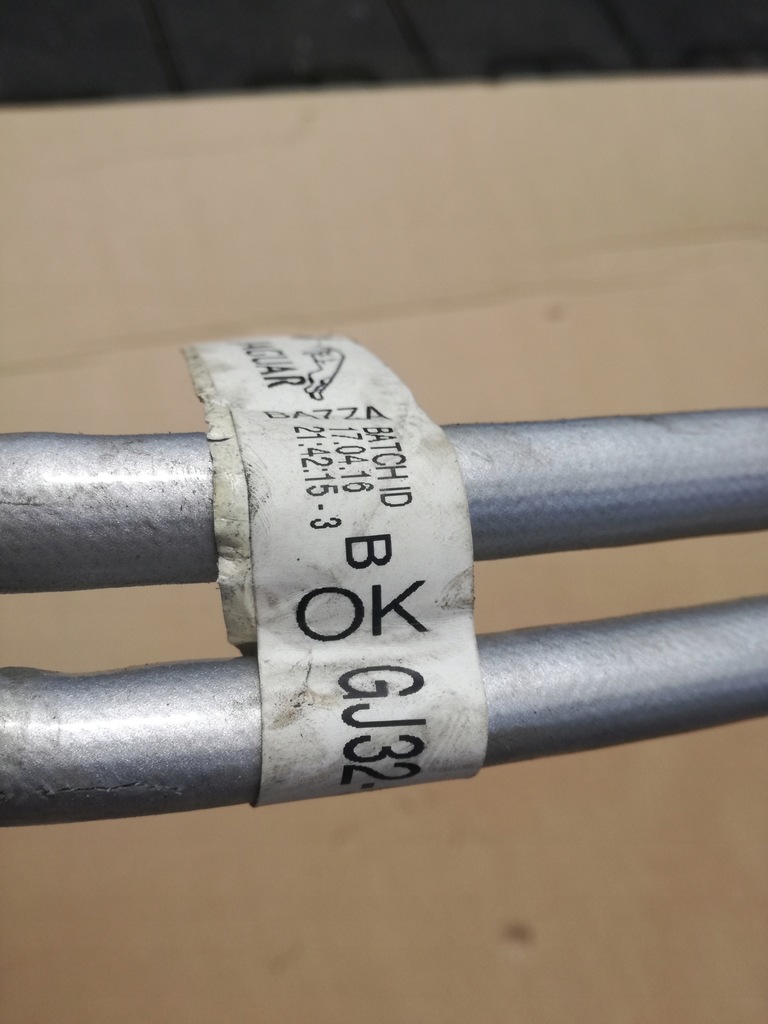 JAGUAR
BATCH ID
17.04.16
21:42:15 - 3
B
OK
GJ32-